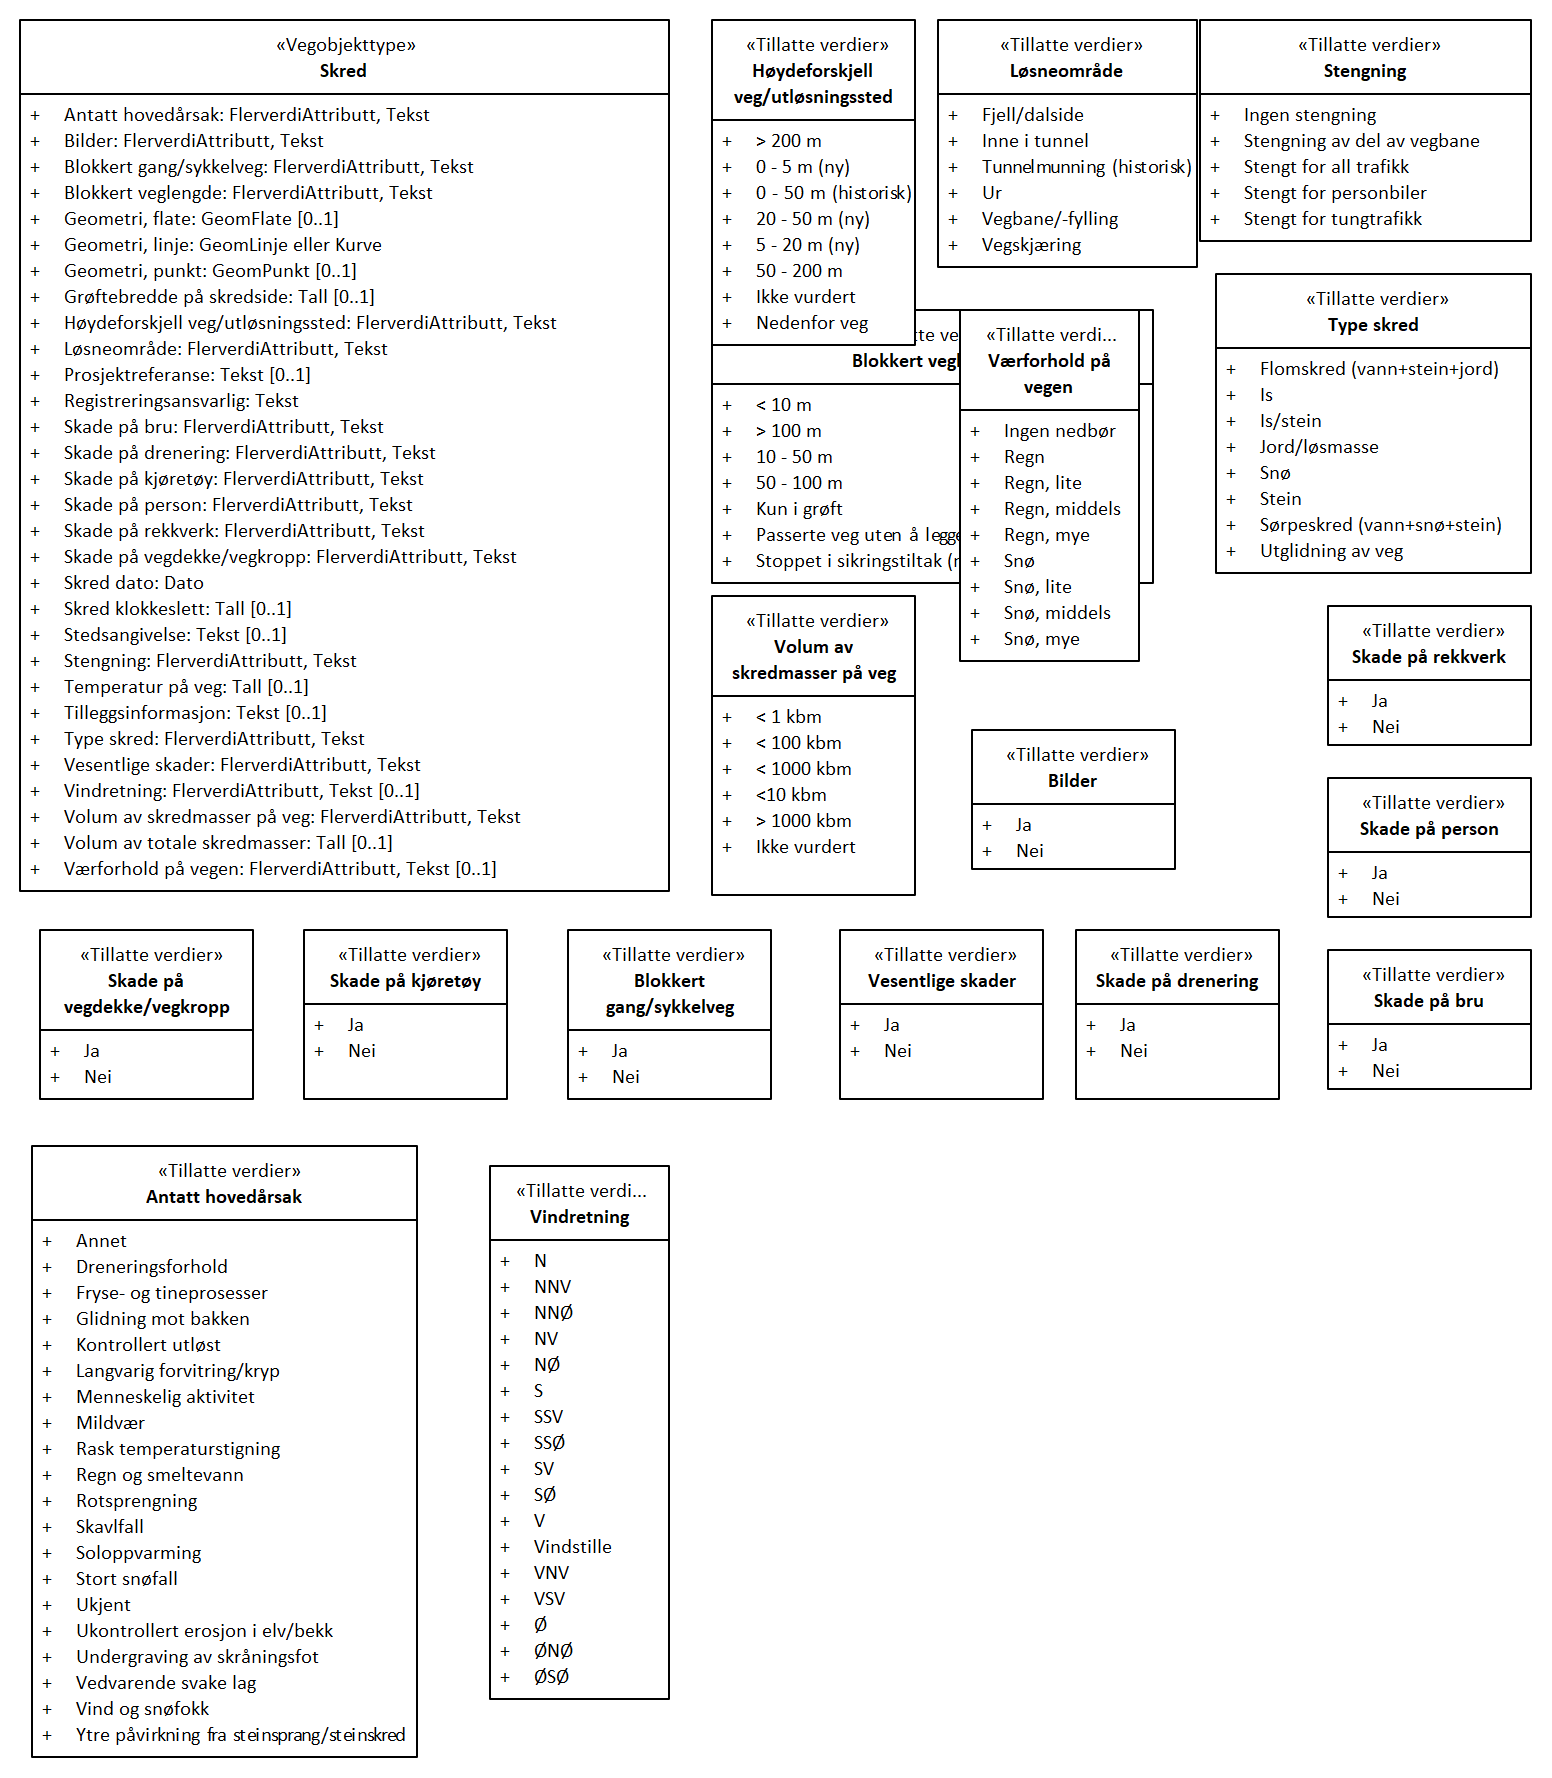 «Vegobjekttype»
Skred
+ Antatt hovedårsak: FlerverdiAttributt, Tekst
+ Bilder: FlerverdiAttributt, Tekst
+ Blokkert gang/sykkelveg: FlerverdiAttributt, Tekst
+ Blokkert veglengde: FlerverdiAttributt, Tekst
+ Geometri, flate: GeomFlate [0..1]
+ Geometri, linje: GeomLinje eller Kurve
+ Geometri, punkt: GeomPunkt [0..1]
+ Grøftebredde på skredside: Tall [0..1]
+ Høydeforskjell veg/utløsningssted: FlerverdiAttributt, Tekst
+ Løsneområde: FlerverdiAttributt, Tekst
+ Prosjektreferanse: Tekst [0..1]
+ Registreringsansvarlig: Tekst
+ Skade på bru: FlerverdiAttributt, Tekst
+ Skade på drenering: FlerverdiAttributt, Tekst
+ Skade på kjøretøy: FlerverdiAttributt, Tekst
+ Skade på person: FlerverdiAttributt, Tekst
+ Skade på rekkverk: FlerverdiAttributt, Tekst
+ Skade på vegdekke/vegkropp: FlerverdiAttributt, Tekst
+ Skred dato: Dato
+ Skred klokkeslett: Tall [0..1]
+ Stedsangivelse: Tekst [0..1]
+ Stengning: FlerverdiAttributt, Tekst
+ Temperatur på veg: Tall [0..1]
+ Tilleggsinformasjon: Tekst [0..1]
+ Type skred: FlerverdiAttributt, Tekst
+ Vesentlige skader: FlerverdiAttributt, Tekst
+ Vindretning: FlerverdiAttributt, Tekst [0..1]
+ Volum av skredmasser på veg: FlerverdiAttributt, Tekst
+ Volum av totale skredmasser: Tall [0..1]
+ Værforhold på vegen: FlerverdiAttributt, Tekst [0..1]
«Tillatte verdier»
Høydeforskjell
veg/utløsningssted
+ > 200 m
+ 0 - 5 m (ny)
+ 0 - 50 m (historisk)
+ 20 - 50 m (ny)
+ 5 - 20 m (ny)
+ 50 - 200 m
+ Ikke vurdert
+ Nedenfor veg
«Tillatte verdier»
Løsneområde
+ Fjell/dalside
+ Inne i tunnel
+ Tunnelmunning (historisk)
+ Ur
+ Vegbane/-fylling
+ Vegskjæring
«Tillatte verdier»
Stengning
+ Ingen stengning
+ Stengning av del av vegbane
+ Stengt for all trafikk
+ Stengt for personbiler
+ Stengt for tungtrafikk
Blokkert
+ < 10 m
+ > 100 m
+ 10 - 50 m
+ 50 - 100 m
+ Kun i grøft
+ Passerte veg uten å
+ Stoppet i sikringstiltak
«Tillatte verdi...
Værforhold på
vegen
+ Ingen nedbør
+ Regn
+ Regn, lite
+ Regn, middels
+ Regn, mye
+ Snø
+ Snø, lite
+ Snø, middels
+ Snø, mye
«Tillatte verdier»
Type skred
+ Flomskred (vann+stein+jord)
+ Is
+ Is/stein
+ Jord/løsmasse
+ Snø
+ Stein
+ Sørpeskred (vann+snø+stein)
+ Utglidning av veg
«Tillatte verdier»
Volum av
skredmasser på veg
+ < 1 kbm
+ < 100 kbm
+ < 1000 kbm
+ <10 kbm
+ > 1000 kbm
+ Ikke vurdert
«Tillatte verdier»
Bilder
+ Ja
+ Nei
«Tillatte verdier»
Skade på rekkverk
+ Ja
+ Nei
«Tillatte verdier»
Skade på person
+ Ja
+ Nei
«Tillatte verdier»
Skade på bru
+ Ja
+ Nei
«Tillatte verdier»
Skade på
vegdekke/vegkropp
+ Ja
+ Nei
«Tillatte verdier»
Skade på kjøretøy
+ Ja
+ Nei
«Tillatte verdier»
Blokkert
gang/sykkelveg
+ Ja
+ Nei
«Tillatte verdier»
Vesentlige skader
+ Ja
+ Nei
«Tillatte verdier»
Skade på drenering
+ Ja
+ Nei
«Tillatte verdier»
Antatt hovedårsak
+ Annet
+ Dreneringsforhold
+ Fryse- og tineprosesser
+ Glidning mot bakken
+ Kontrollert utløst
+ Langvarig forvitring/kryp
+ Menneskelig aktivitet
+ Mildvær
+ Rask temperaturstigning
+ Regn og smeltevann
+ Rotsprengning
+ Skavlfall
+ Soloppvarming
+ Stort snøfall
+ Ukjent
+ Ukontrollert erosjon i elv/bekk
+ Undergraving av skråningsfot
+ Vedvarende svake lag
+ Vind og snøfokk
+ Ytre påvirkning fra steinsprang/steinskred
«Tillatte verdi...
Vindretning
+ N
+ NNV
+ NNØ
+ NV
+ NØ
+ S
+ SSV
+ SSØ
+ SV
+ SØ
+ V
+ Vindstille
+ VNV
+ VSV
+ Ø
+ ØNØ
+ ØSØ